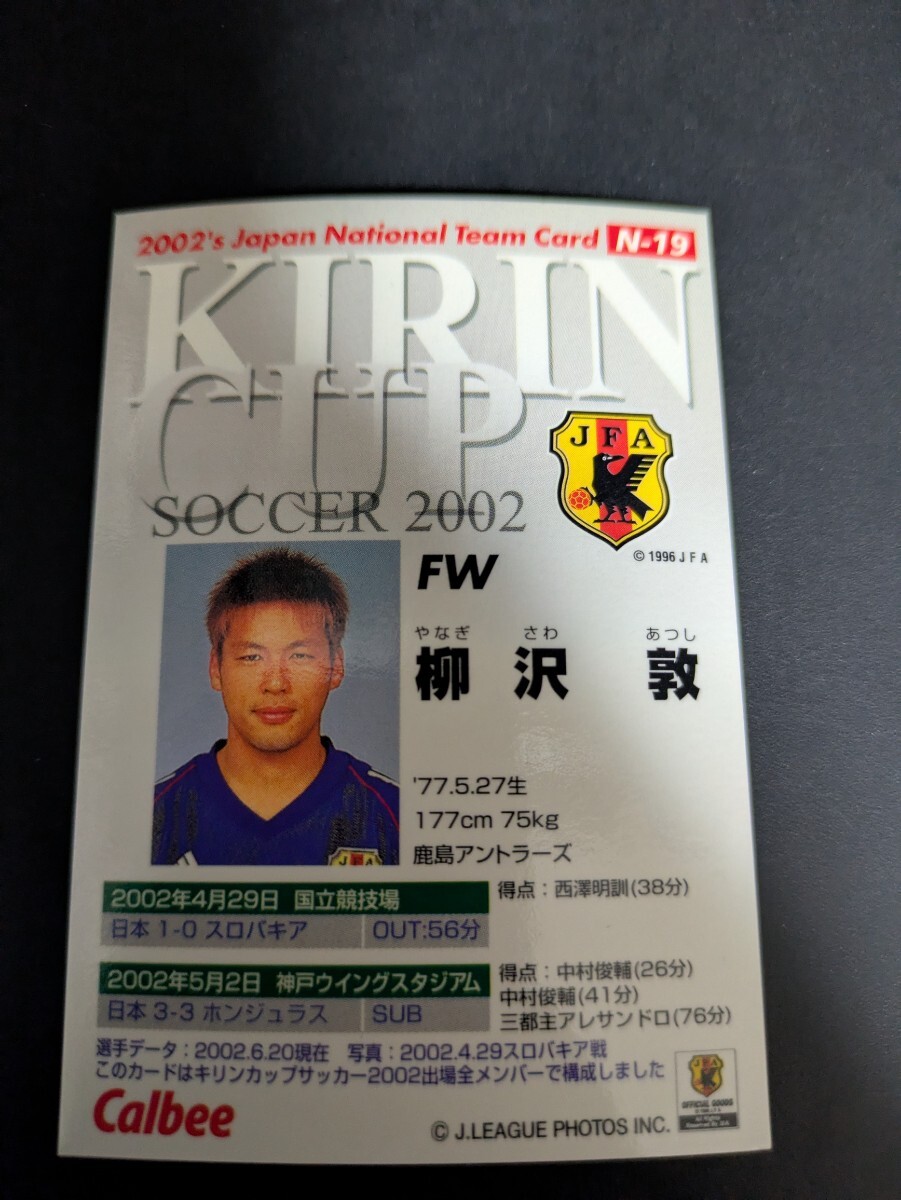 2002's Japan National Team Card N-19
KIRIN
CUP
SOCCER 2002
JFA
© 1996 J F A
FW
やなぎ さわ あつし
柳 沢 敦
'77.5.27生
177cm 75kg
鹿島アントラーズ
2002年4月29日 国立競技場
日本 1-0 スロバキア OUT:56分
得点：西澤明訓(38分)
2002年5月2日 神戸ウイングスタジアム
日本 3-3 ホンジュラス SUB
得点：中村俊輔(26分)
中村俊輔(41分)
三都主アレサンドロ(76分)
選手データ：2002.6.20現在 写真：2002.4.29スロバキア戦
このカードはキリンカップサッカー2002出場全メンバーで構成しました
Calbee
© J.LEAGUE PHOTOS INC.
JFA
OFFICIAL GOODS